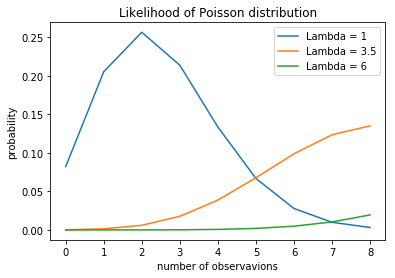 Likelihood of Poisson distribution
Lambda = 1
Lambda = 3.5
Lambda = 6
probability
0.25
0.20
0.15
0.10
0.05
0.00
0 1 2 3 4 5 6 7 8
number of observavions